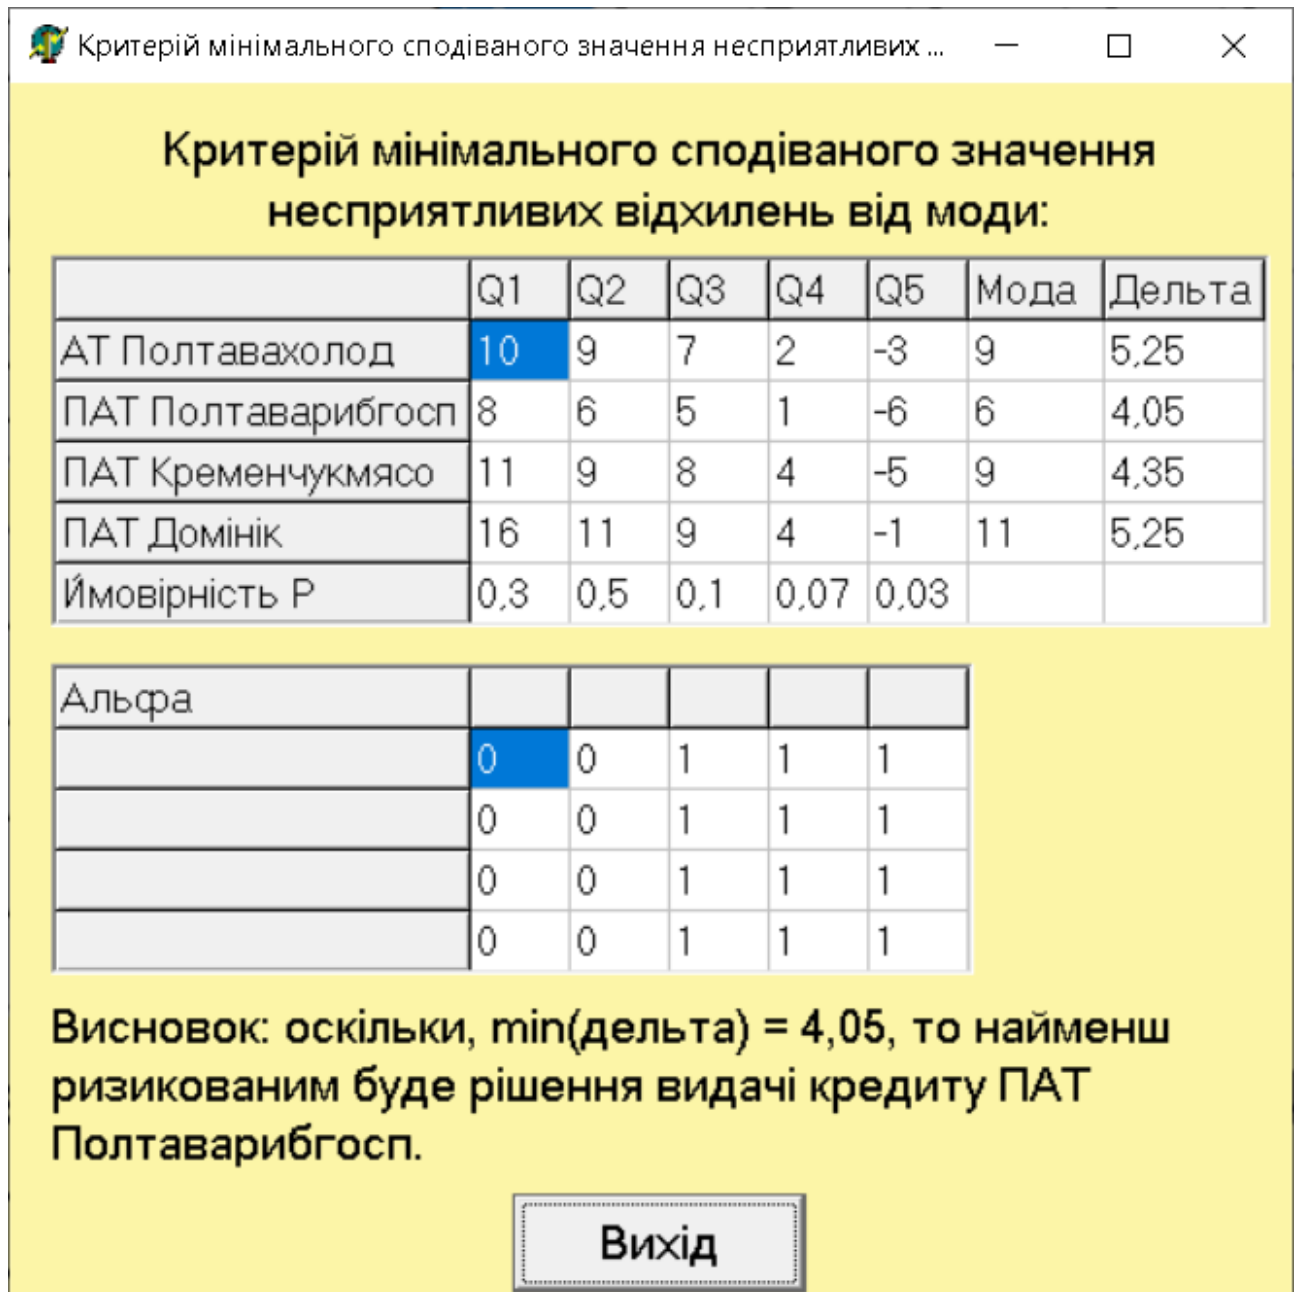 Критерій мінімального сподіваного значення несприятливих ...
Критерій мінімального сподіваного значення
несприятливих відхилень від моди:
Q1 Q2 Q3 Q4 Q5 Мода Дельта
АТ Полтавахолод 10 9 7 2 -3 9 5,25
ПАТ Полтаварибгосп 8 6 5 1 -6 6 4,05
ПАТ Кременчукмясо 11 9 8 4 -5 9 4,35
ПАТ Домінік 16 11 9 4 -1 11 5,25
Ймовірність Р 0,3 0,5 0,1 0,07 0,03
Альфа
0 0 1 1 1
0 0 1 1 1
0 0 1 1 1
0 0 1 1 1
Висновок: оскільки, min(дельта) = 4,05, то найменш
ризикованим буде рішення видачі кредиту ПАТ
Полтаварибгосп.
Вихід